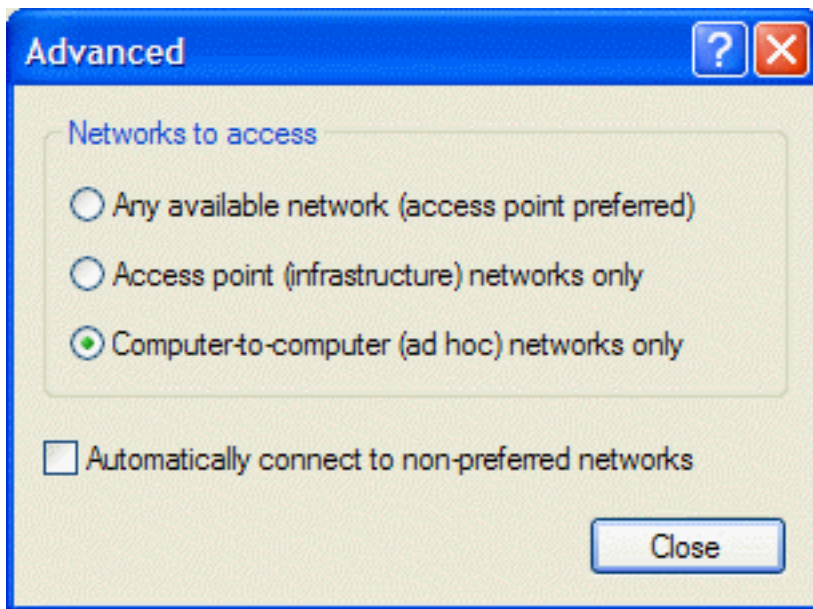 Advanced
?
Networks to access
Any available network (access point preferred)
Access point (infrastructure) networks only
Computer-to-computer (ad hoc) networks only
Automatically connect to non-preferred networks
Close